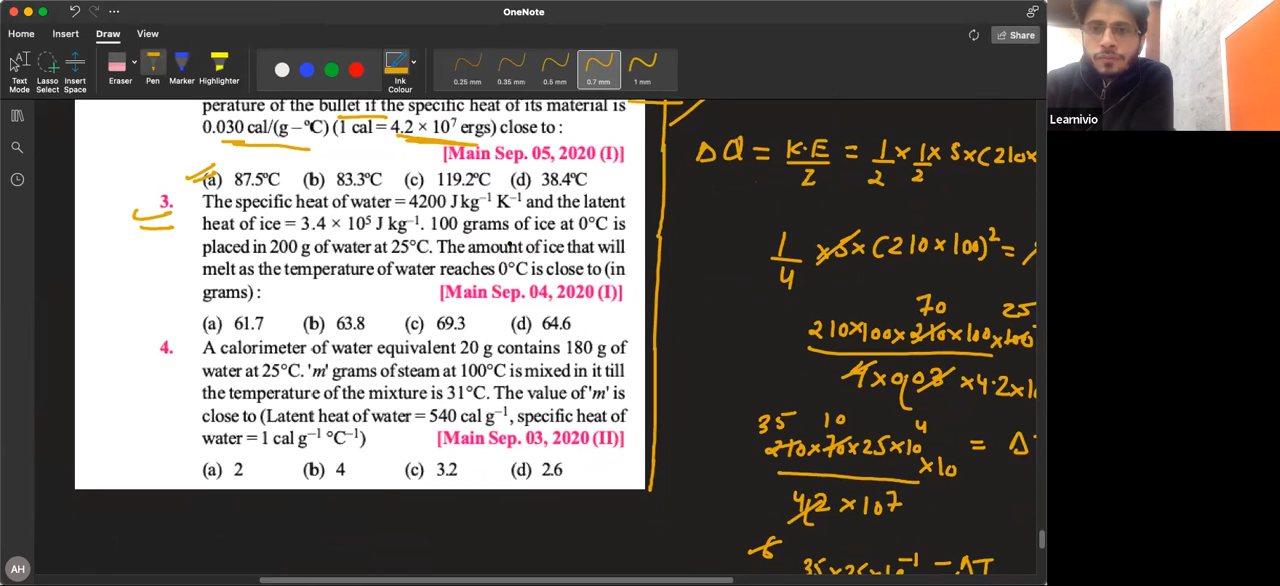 OneNote
Home Insert Draw View
Share
Text Mode
Lasso Select
Insert Space
Eraser
Pen
Marker
Highlighter
Ink Colour
0.25 mm
0.35 mm
0.5 mm
0.7 mm
1 mm
Learnivio
perature of the bullet if the specific heat of its material is
0.030 cal/(g – ºC) (1 cal = 4.2 × 10⁷ ergs) close to :
[Main Sep. 05, 2020 (I)]
(a) 87.5ºC (b) 83.3ºC (c) 119.2ºC (d) 38.4ºC
3. The specific heat of water = 4200 J kg⁻¹ K⁻¹ and the latent
heat of ice = 3.4 × 10⁵ J kg⁻¹. 100 grams of ice at 0°C is
placed in 200 g of water at 25°C. The amount of ice that will
melt as the temperature of water reaches 0°C is close to (in
grams) : [Main Sep. 04, 2020 (I)]
(a) 61.7 (b) 63.8 (c) 69.3 (d) 64.6
4. A calorimeter of water equivalent 20 g contains 180 g of
water at 25°C. 'm' grams of steam at 100°C is mixed in it till
the temperature of the mixture is 31°C. The value of 'm' is
close to (Latent heat of water = 540 cal g⁻¹, specific heat of
water = 1 cal g⁻¹ °C⁻¹) [Main Sep. 03, 2020 (II)]
(a) 2 (b) 4 (c) 3.2 (d) 2.6
ΔQ = K·E/2 = 1/2 × 1/2 × 5 × (210×
1/4 × 5 × (210 × 100)² =
70 25
210×100×210×100×100
4 × 0.03 × 4.2 × 1
35 10 4
210×70×25×10 × 10 = Δ
4.2 × 10⁷
6
35×25×10⁻¹ = ΔT
AH